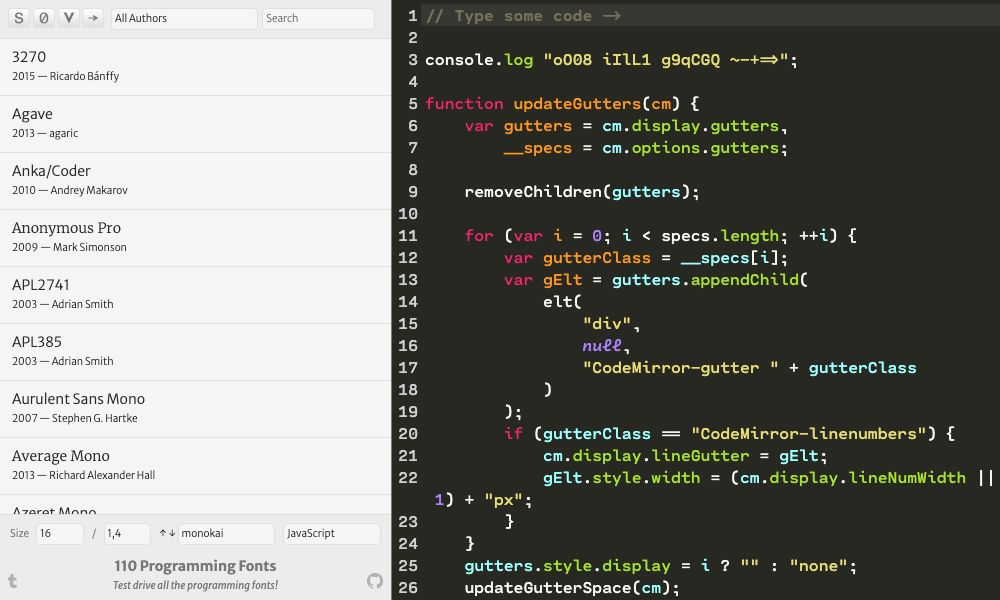 S Ø V → All Authors Search
3270
2015 — Ricardo Bánffy
Agave
2013 — agaric
Anka/Coder
2010 — Andrey Makarov
Anonymous Pro
2009 — Mark Simonson
APL2741
2003 — Adrian Smith
APL385
2003 — Adrian Smith
Aurulent Sans Mono
2007 — Stephen G. Hartke
Average Mono
2013 — Richard Alexander Hall
Azeret Mono
Size 16 / 1,4 ↑↓ monokai JavaScript
110 Programming Fonts
Test drive all the programming fonts!
1 // Type some code ->
2
3 console.log "oO08 iIlL1 g9qCGQ ~-+=>";
4
5 function updateGutters(cm) {
6 var gutters = cm.display.gutters,
7 __specs = cm.options.gutters;
8
9 removeChildren(gutters);
10
11 for (var i = 0; i < specs.length; ++i) {
12 var gutterClass = __specs[i];
13 var gElt = gutters.appendChild(
14 elt(
15 "div",
16 null,
17 "CodeMirror-gutter " + gutterClass
18 )
19 );
20 if (gutterClass == "CodeMirror-linenumbers") {
21 cm.display.lineGutter = gElt;
22 gElt.style.width = (cm.display.lineNumWidth ||
1) + "px";
23 }
24 }
25 gutters.style.display = i ? "" : "none";
26 updateGutterSpace(cm);